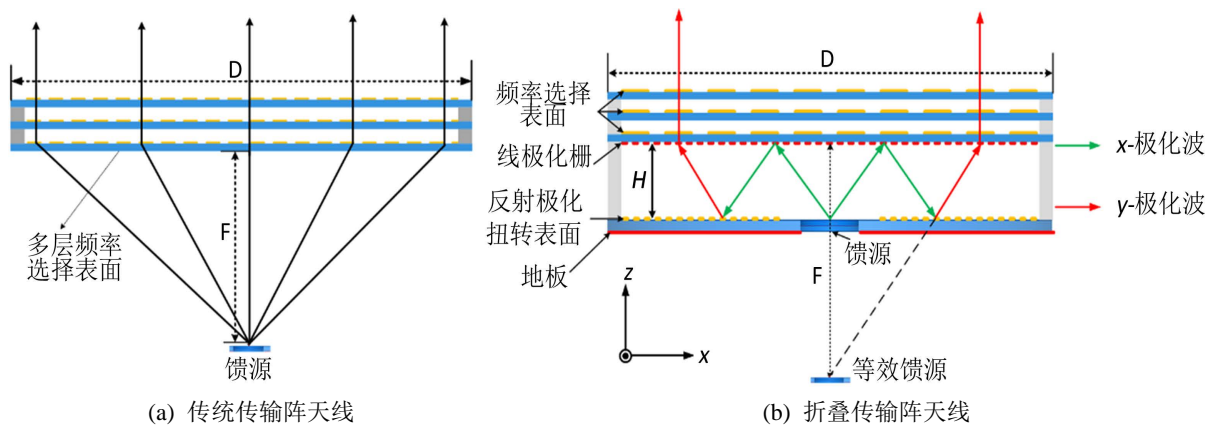 D
F
多层频率
选择表面
馈源
(a) 传统传输阵天线
D
频率选择
表面
线极化栅
H
反射极化
扭转表面
地板
馈源
F
z
x
等效馈源
x-极化波
y-极化波
(b) 折叠传输阵天线